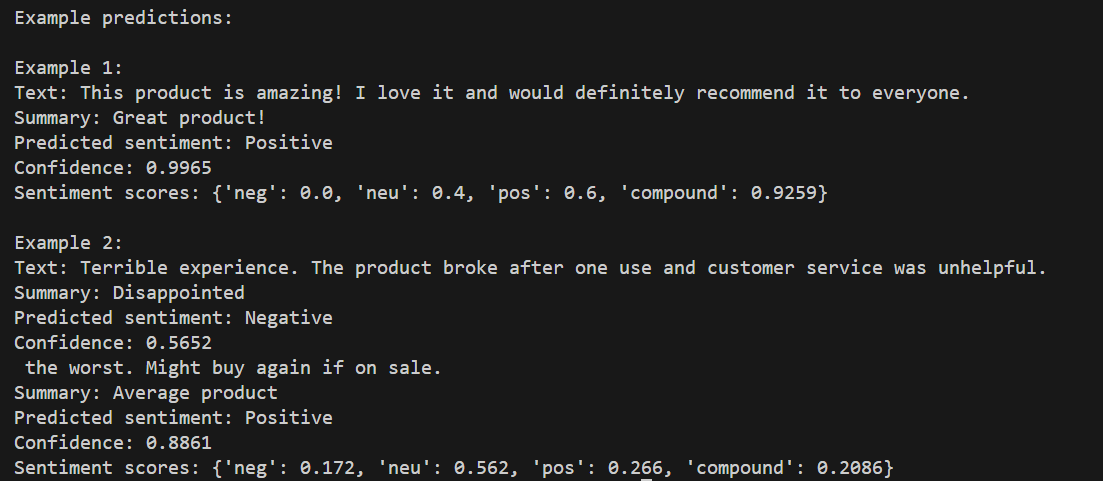 Example predictions:
Example 1:
Text: This product is amazing! I love it and would definitely recommend it to everyone.
Summary: Great product!
Predicted sentiment: Positive
Confidence: 0.9965
Sentiment scores: {'neg': 0.0, 'neu': 0.4, 'pos': 0.6, 'compound': 0.9259}
Example 2:
Text: Terrible experience. The product broke after one use and customer service was unhelpful.
Summary: Disappointed
Predicted sentiment: Negative
Confidence: 0.5652
the worst. Might buy again if on sale.
Summary: Average product
Predicted sentiment: Positive
Confidence: 0.8861
Sentiment scores: {'neg': 0.172, 'neu': 0.562, 'pos': 0.266, 'compound': 0.2086}